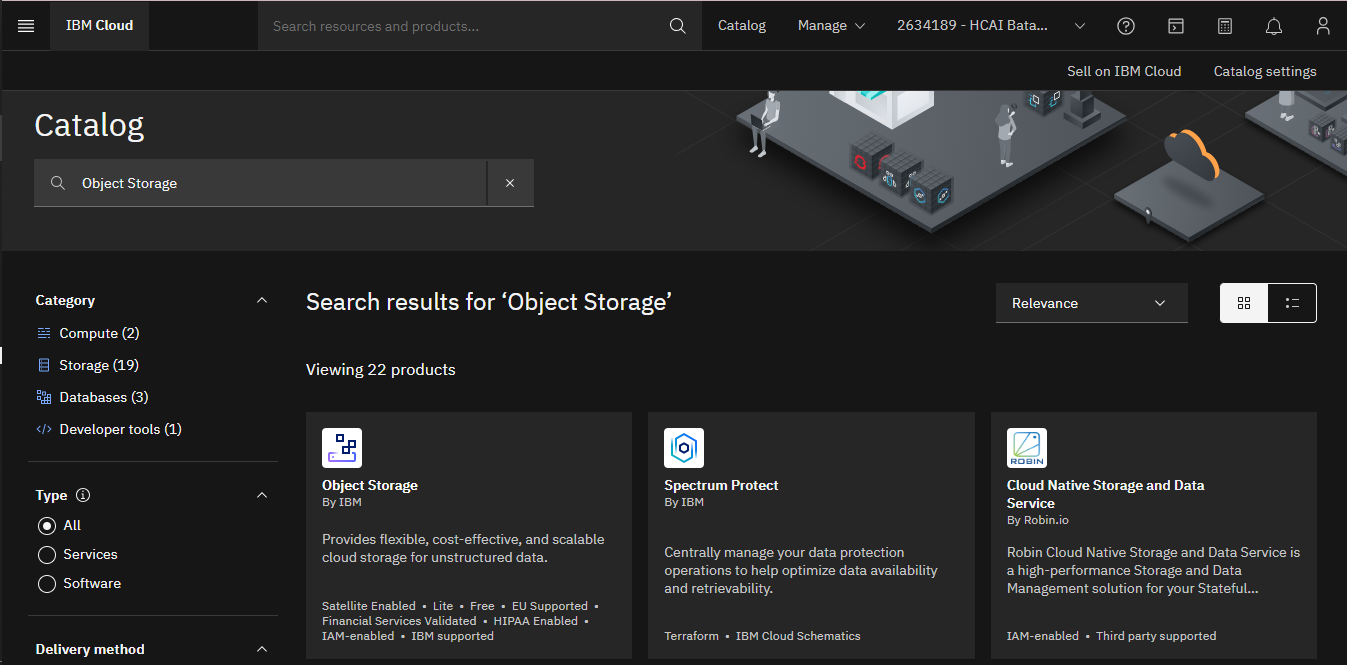 IBM Cloud
Search resources and products...
Catalog
Manage
2634189 - HCAI Bata...
Sell on IBM Cloud
Catalog settings
Catalog
Object Storage
Category
Compute (2)
Storage (19)
Databases (3)
Developer tools (1)
Type
All
Services
Software
Delivery method
Search results for ‘Object Storage’
Relevance
Viewing 22 products
Object Storage
By IBM
Provides flexible, cost-effective, and scalable
cloud storage for unstructured data.
Satellite Enabled • Lite • Free • EU Supported •
Financial Services Validated • HIPAA Enabled •
IAM-enabled • IBM supported
Spectrum Protect
By IBM
Centrally manage your data protection
operations to help optimize data availability
and retrievability.
Terraform • IBM Cloud Schematics
ROBIN
Cloud Native Storage and Data
Service
By Robin.io
Robin Cloud Native Storage and Data Service is
a high-performance Storage and Data
Management solution for your Stateful...
IAM-enabled • Third party supported